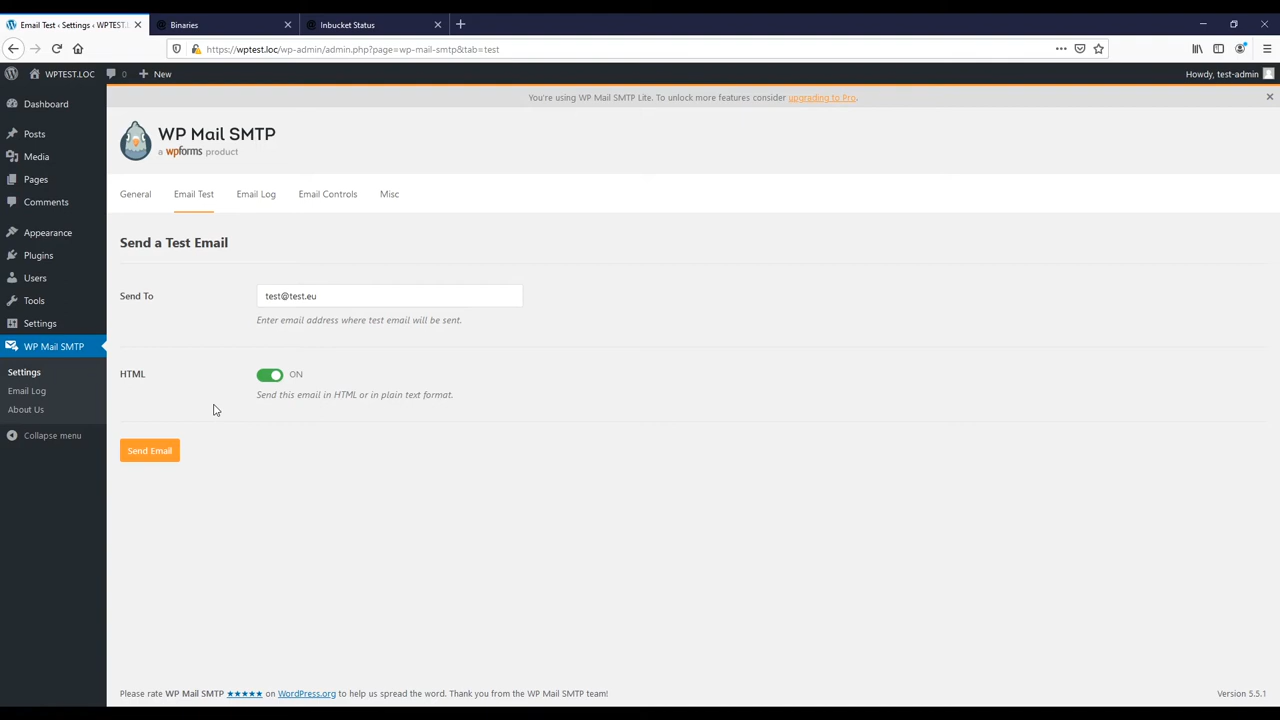 Email Test ‹ Settings ‹ WPTEST.L
Binaries
Inbucket Status
https://wptest.loc/wp-admin/admin.php?page=wp-mail-smtp&tab=test
WPTEST.LOC
0
New
Howdy, test-admin
Dashboard
Posts
Media
Pages
Comments
Appearance
Plugins
Users
Tools
Settings
WP Mail SMTP
Settings
Email Log
About Us
Collapse menu
You're using WP Mail SMTP Lite. To unlock more features consider upgrading to Pro.
WP Mail SMTP
a wpforms product
General
Email Test
Email Log
Email Controls
Misc
Send a Test Email
Send To
test@test.eu
Enter email address where test email will be sent.
HTML
ON
Send this email in HTML or in plain text format.
Send Email
Please rate WP Mail SMTP ★★★★★ on WordPress.org to help us spread the word. Thank you from the WP Mail SMTP team!
Version 5.5.1